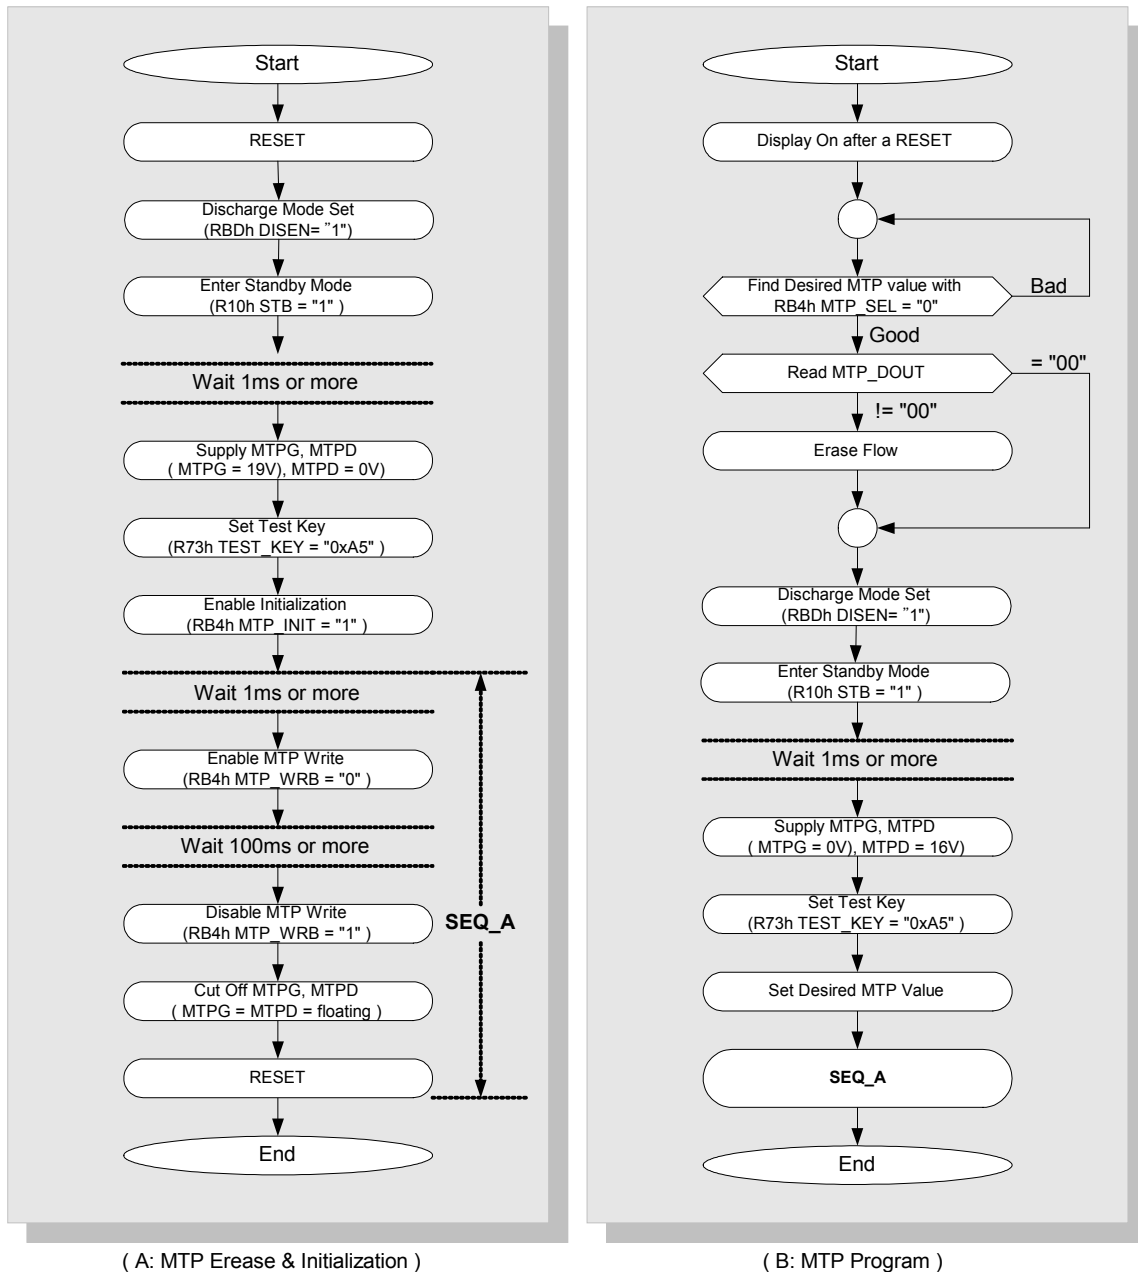 Start
RESET
Discharge Mode Set
(RBDh DISEN= ”1")
Enter Standby Mode
(R10h STB = "1" )
Wait 1ms or more
Supply MTPG, MTPD
( MTPG = 19V), MTPD = 0V)
Set Test Key
(R73h TEST_KEY = "0xA5" )
Enable Initialization
(RB4h MTP_INIT = "1" )
Wait 1ms or more
Enable MTP Write
(RB4h MTP_WRB = "0" )
Wait 100ms or more
Disable MTP Write
(RB4h MTP_WRB = "1" )
SEQ_A
Cut Off MTPG, MTPD
( MTPG = MTPD = floating )
RESET
End
( A: MTP Erease & Initialization )
Start
Display On after a RESET
Find Desired MTP value with
RB4h MTP_SEL = "0"
Bad
Good
Read MTP_DOUT
= "00"
!= "00"
Erase Flow
Discharge Mode Set
(RBDh DISEN= ”1")
Enter Standby Mode
(R10h STB = "1" )
Wait 1ms or more
Supply MTPG, MTPD
( MTPG = 0V), MTPD = 16V)
Set Test Key
(R73h TEST_KEY = "0xA5" )
Set Desired MTP Value
SEQ_A
End
( B: MTP Program )